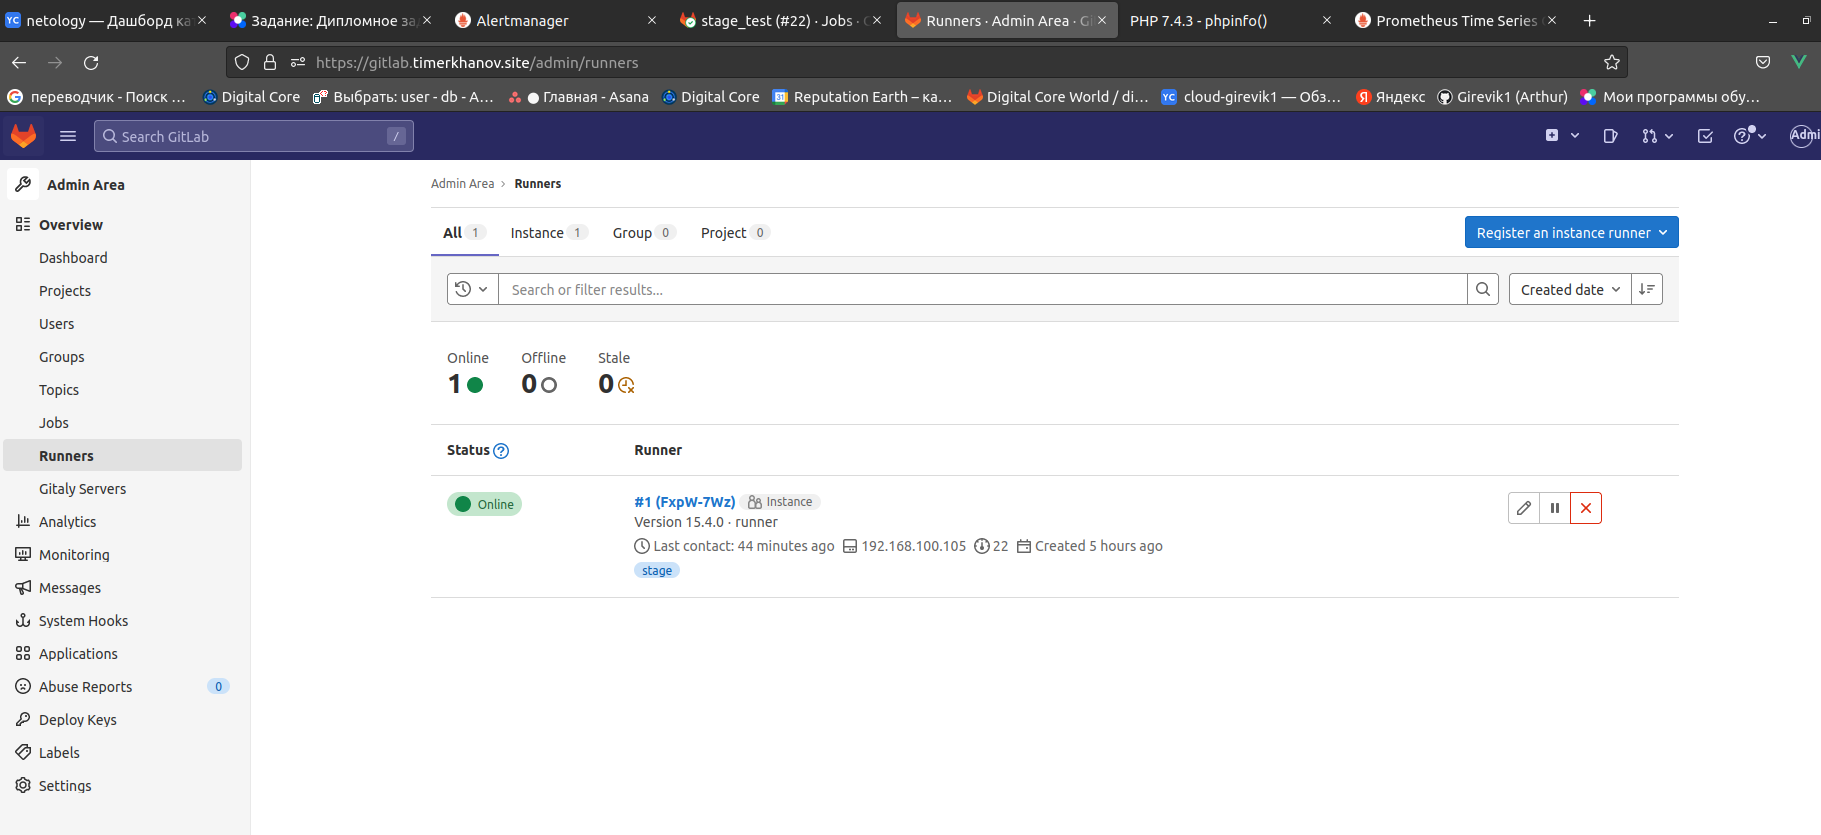 netology — Дашборд ка
Задание: Дипломное за
Alertmanager
stage_test (#22) · Jobs ·
Runners · Admin Area ·
PHP 7.4.3 - phpinfo()
Prometheus Time Series
https://gitlab.timerkhanov.site/admin/runners
переводчик - Поиск ...
Digital Core
Выбрать: user - db - A...
Главная - Asana
Digital Core
Reputation Earth – ка...
Digital Core World / di...
cloud-girevik1 — Обз...
Яндекс
Girevik1 (Arthur)
Мои программы обу...
Search GitLab
/
Admi
Admin Area
Overview
Dashboard
Projects
Users
Groups
Topics
Jobs
Runners
Gitaly Servers
Analytics
Monitoring
Messages
System Hooks
Applications
Abuse Reports 0
Deploy Keys
Labels
Settings
Admin Area > Runners
All 1 Instance 1 Group 0 Project 0
Register an instance runner
Search or filter results...
Created date
Online Offline Stale
1 0 0
Status Runner
Online
#1 (FxpW-7Wz) Instance
Version 15.4.0 · runner
Last contact: 44 minutes ago 192.168.100.105 22 Created 5 hours ago
stage